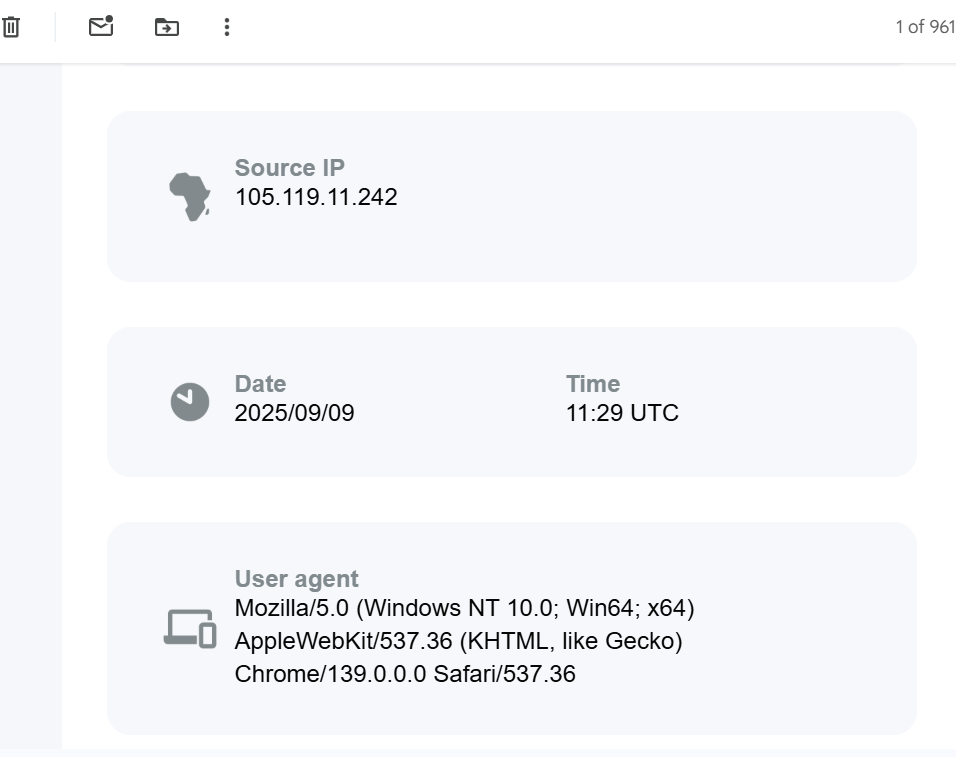 1 of 961
Source IP
105.119.11.242
Date
2025/09/09
Time
11:29 UTC
User agent
Mozilla/5.0 (Windows NT 10.0; Win64; x64)
AppleWebKit/537.36 (KHTML, like Gecko)
Chrome/139.0.0.0 Safari/537.36